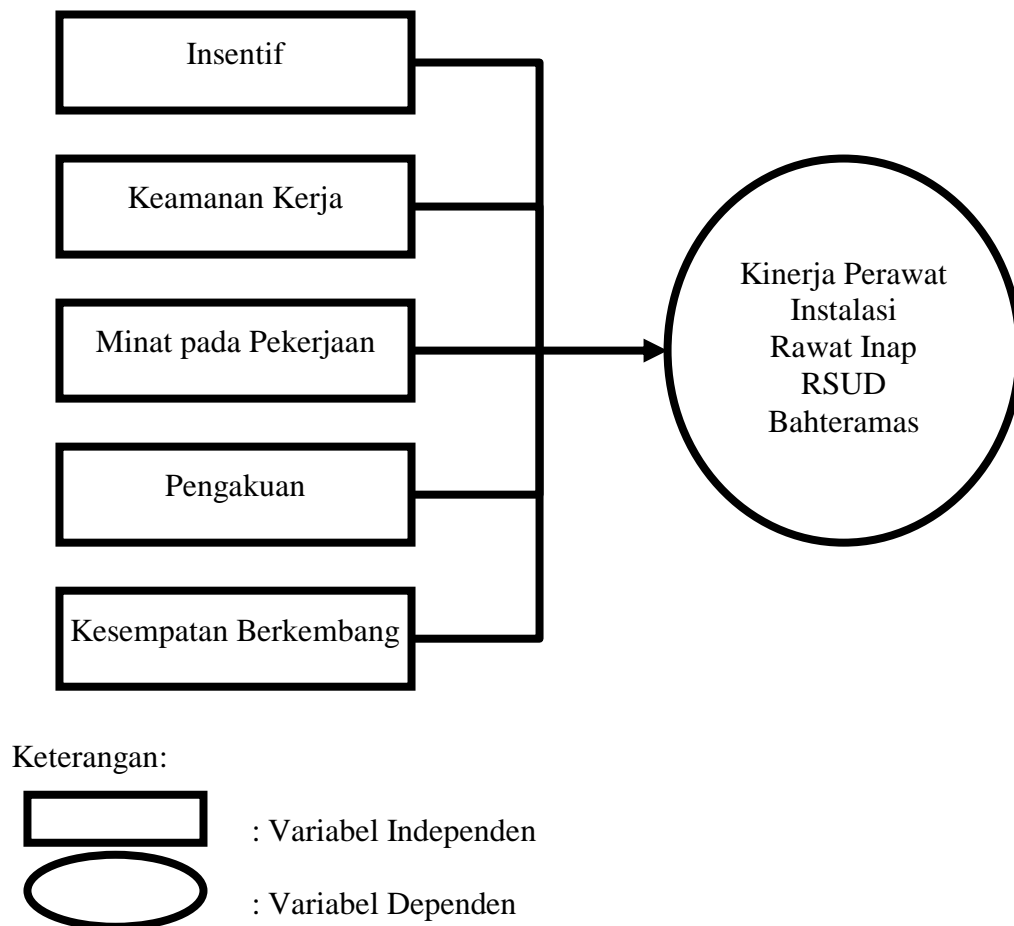 Insentif
Keamanan Kerja
Minat pada Pekerjaan
Pengakuan
Kesempatan Berkembang
Kinerja Perawat
Instalasi
Rawat Inap
RSUD
Bahteramas
Keterangan:
: Variabel Independen
: Variabel Dependen